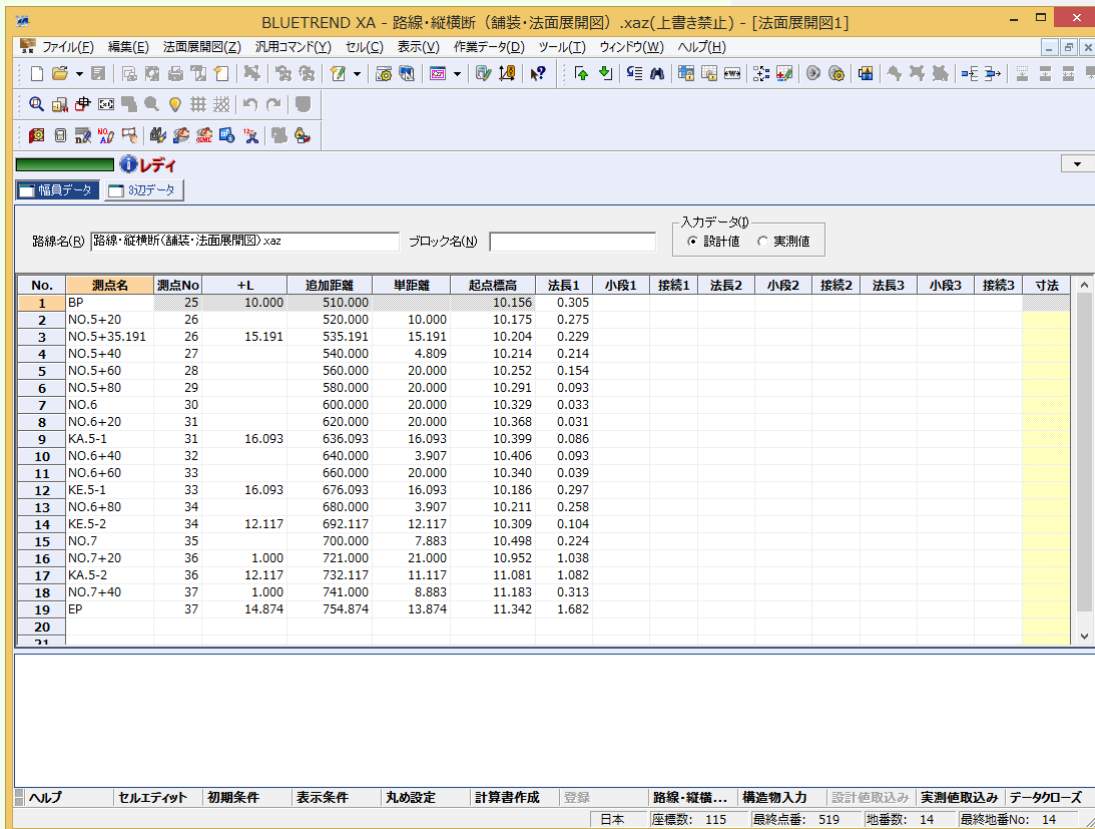 BLUETREND XA - 路線・縦横断（舗装・法面展開図）.xaz(上書き禁止) - [法面展開図1]
ファイル(F) 編集(E) 法面展開図(Z) 汎用コマンド(Y) セル(C) 表示(V) 作業データ(D) ツール(T) ウィンドウ(W) ヘルプ(H)
レディ
幅員データ 3辺データ
入力データ(I)
路線名(R) 路線・縦横断(舗装・法面展開図).xaz ブロック名(N) 設計値 実測値
No. 測点名 測点No +L 追加距離 単距離 起点標高 法長1 小段1 接続1 法長2 小段2 接続2 法長3 小段3 接続3 寸法
1 BP 25 10.000 510.000 10.156 0.305
2 NO.5+20 26 520.000 10.000 10.175 0.275
3 NO.5+35.191 26 15.191 535.191 15.191 10.204 0.229
4 NO.5+40 27 540.000 4.809 10.214 0.214
5 NO.5+60 28 560.000 20.000 10.252 0.154
6 NO.5+80 29 580.000 20.000 10.291 0.093
7 NO.6 30 600.000 20.000 10.329 0.033
8 NO.6+20 31 620.000 20.000 10.368 0.031
9 KA.5-1 31 16.093 636.093 16.093 10.399 0.086
10 NO.6+40 32 640.000 3.907 10.406 0.093
11 NO.6+60 33 660.000 20.000 10.340 0.039
12 KE.5-1 33 16.093 676.093 16.093 10.186 0.297
13 NO.6+80 34 680.000 3.907 10.211 0.258
14 KE.5-2 34 12.117 692.117 12.117 10.309 0.104
15 NO.7 35 700.000 7.883 10.498 0.224
16 NO.7+20 36 1.000 721.000 21.000 10.952 1.038
17 KA.5-2 36 12.117 732.117 11.117 11.081 1.082
18 NO.7+40 37 1.000 741.000 8.883 11.183 0.313
19 EP 37 14.874 754.874 13.874 11.342 1.682
20
21
ヘルプ セルエディット 初期条件 表示条件 丸め設定 計算書作成 登録 路線・縦横... 構造物入力 設計値取込み 実測値取込み データクローズ
日本 座標数: 115 最終点番: 519 地番数: 14 最終地番No: 14